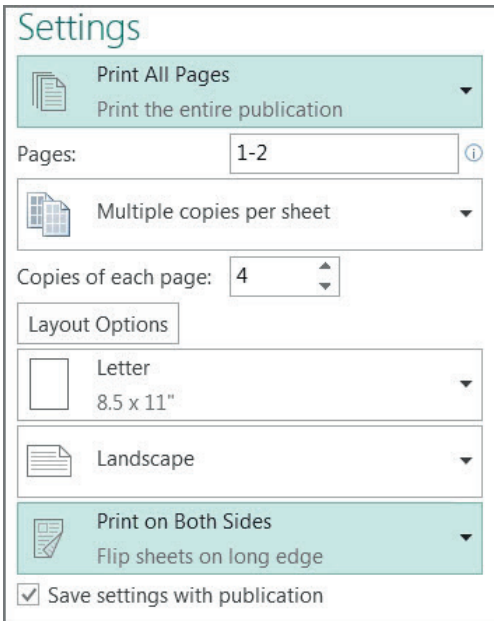 Settings
Print All Pages
Print the entire publication
Pages:
1-2
Multiple copies per sheet
Copies of each page:
4
Layout Options
Letter
8.5 x 11"
Landscape
Print on Both Sides
Flip sheets on long edge
Save settings with publication